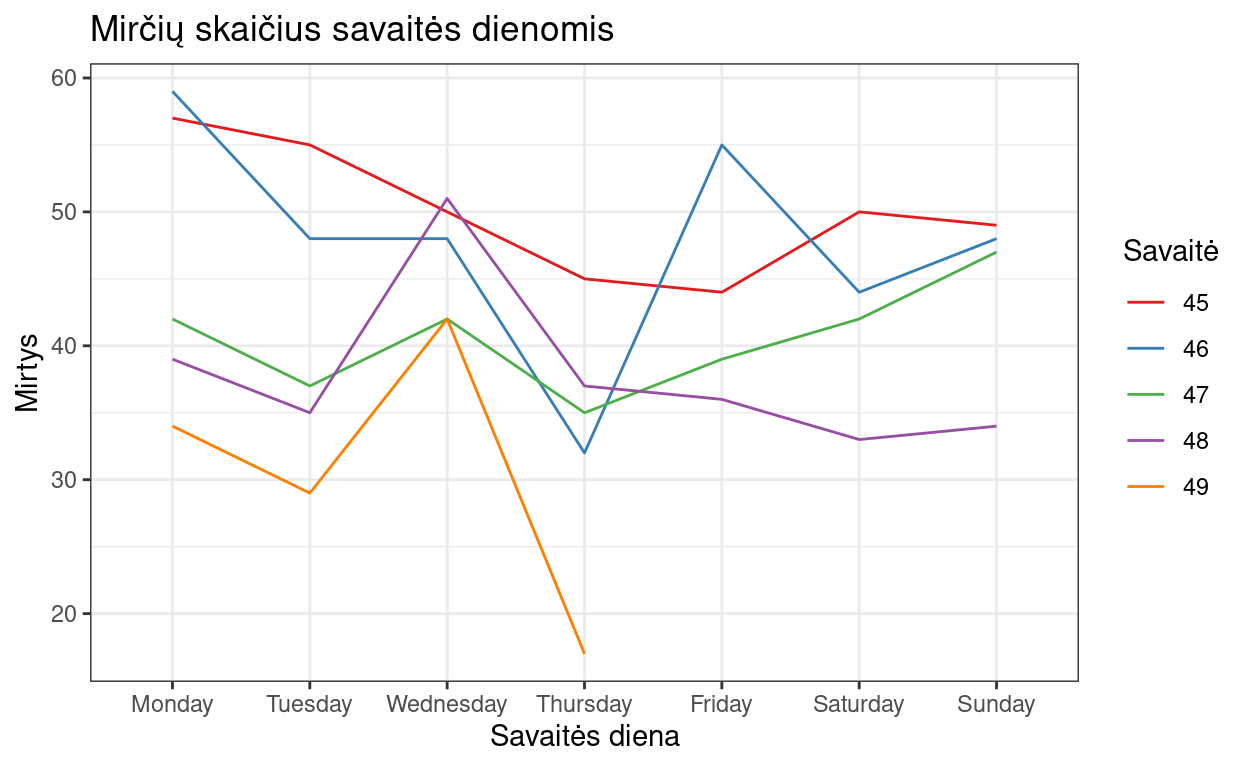 Mirčių skaičius savaitės dienomis
60
50
40
30
20
Mirtys
Monday Tuesday Wednesday Thursday Friday Saturday Sunday
Savaitės diena
Savaitė
45
46
47
48
49